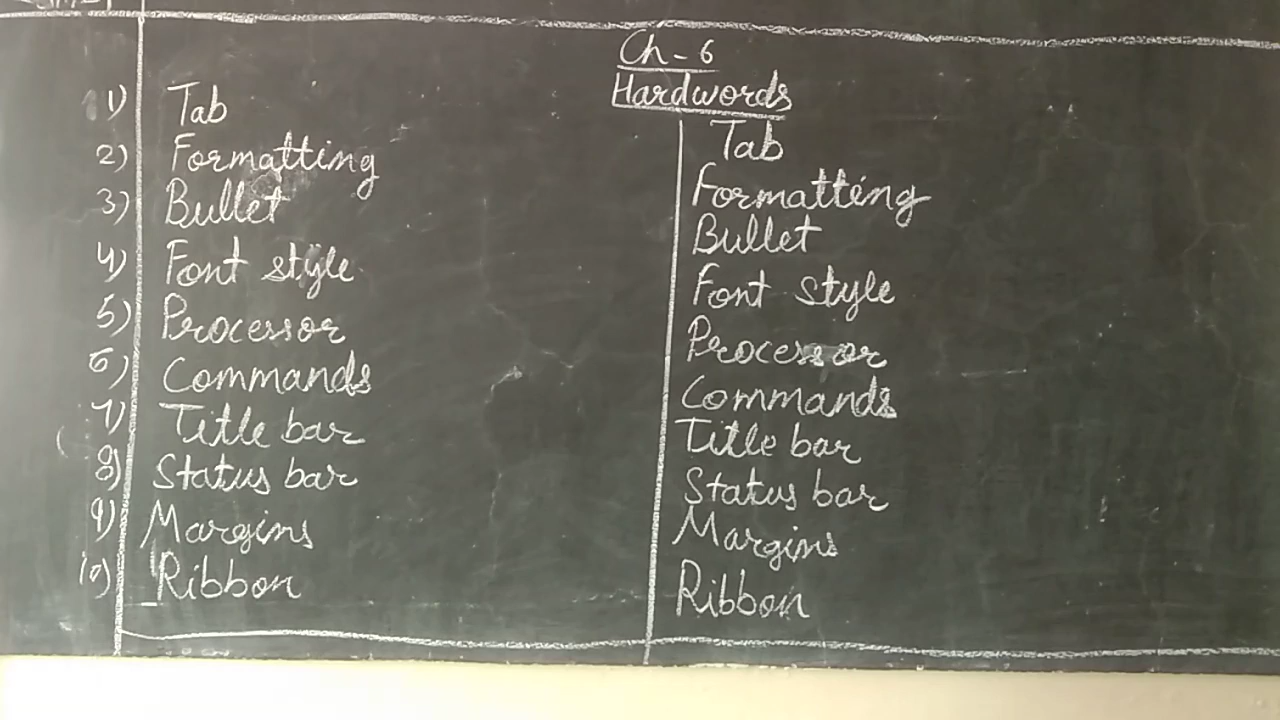 Ch - 6
Hardwords
1) Tab Tab
2) Formatting Formatting
3) Bullet Bullet
4) Font style Font style
5) Processor Processor
6) Commands Commands
7) Title bar Title bar
8) Status bar Status bar
9) Margins Margins
10) Ribbon Ribbon